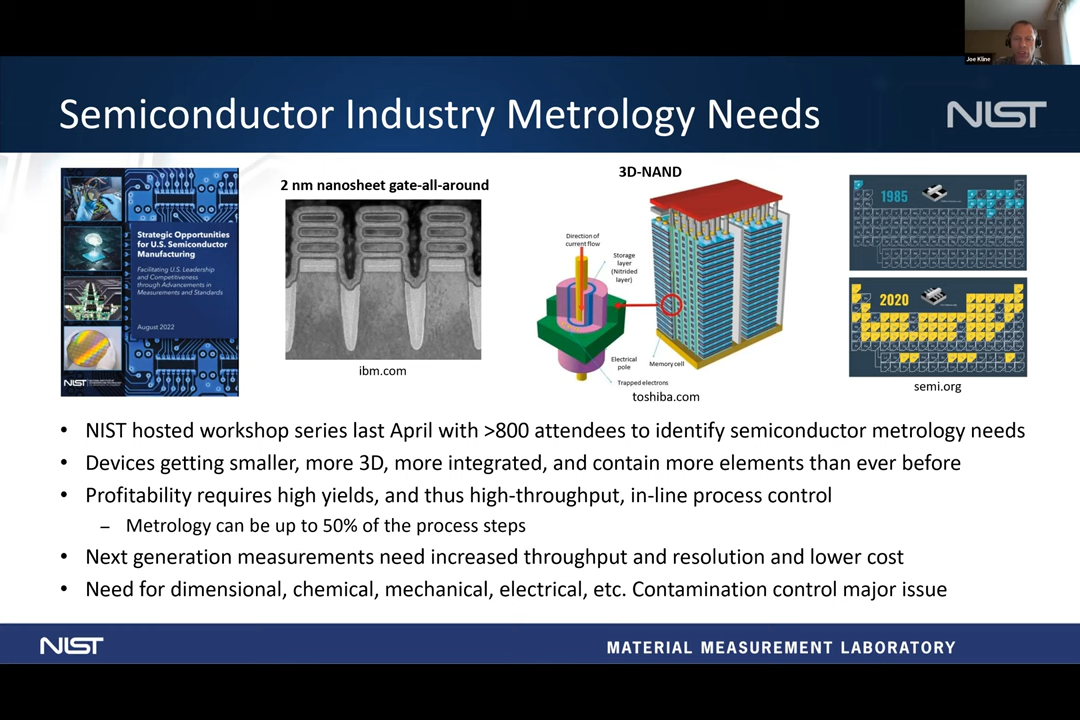 Joe Kline
Semiconductor Industry Metrology Needs
NIST
Strategic Opportunities
for U.S. Semiconductor
Manufacturing
Facilitating U.S. Leadership
and Competitiveness
through Advancements in
Measurements and Standards
August 2022
NIST
2 nm nanosheet gate-all-around
ibm.com
3D-NAND
Direction of
current flow
Storage
layer
(Nitrided
layer)
Electrical
pole
Memory cell
Trapped electrons
toshiba.com
1985
2020
semi.org
• NIST hosted workshop series last April with >800 attendees to identify semiconductor metrology needs
• Devices getting smaller, more 3D, more integrated, and contain more elements than ever before
• Profitability requires high yields, and thus high-throughput, in-line process control
– Metrology can be up to 50% of the process steps
• Next generation measurements need increased throughput and resolution and lower cost
• Need for dimensional, chemical, mechanical, electrical, etc. Contamination control major issue
NIST
MATERIAL MEASUREMENT LABORATORY